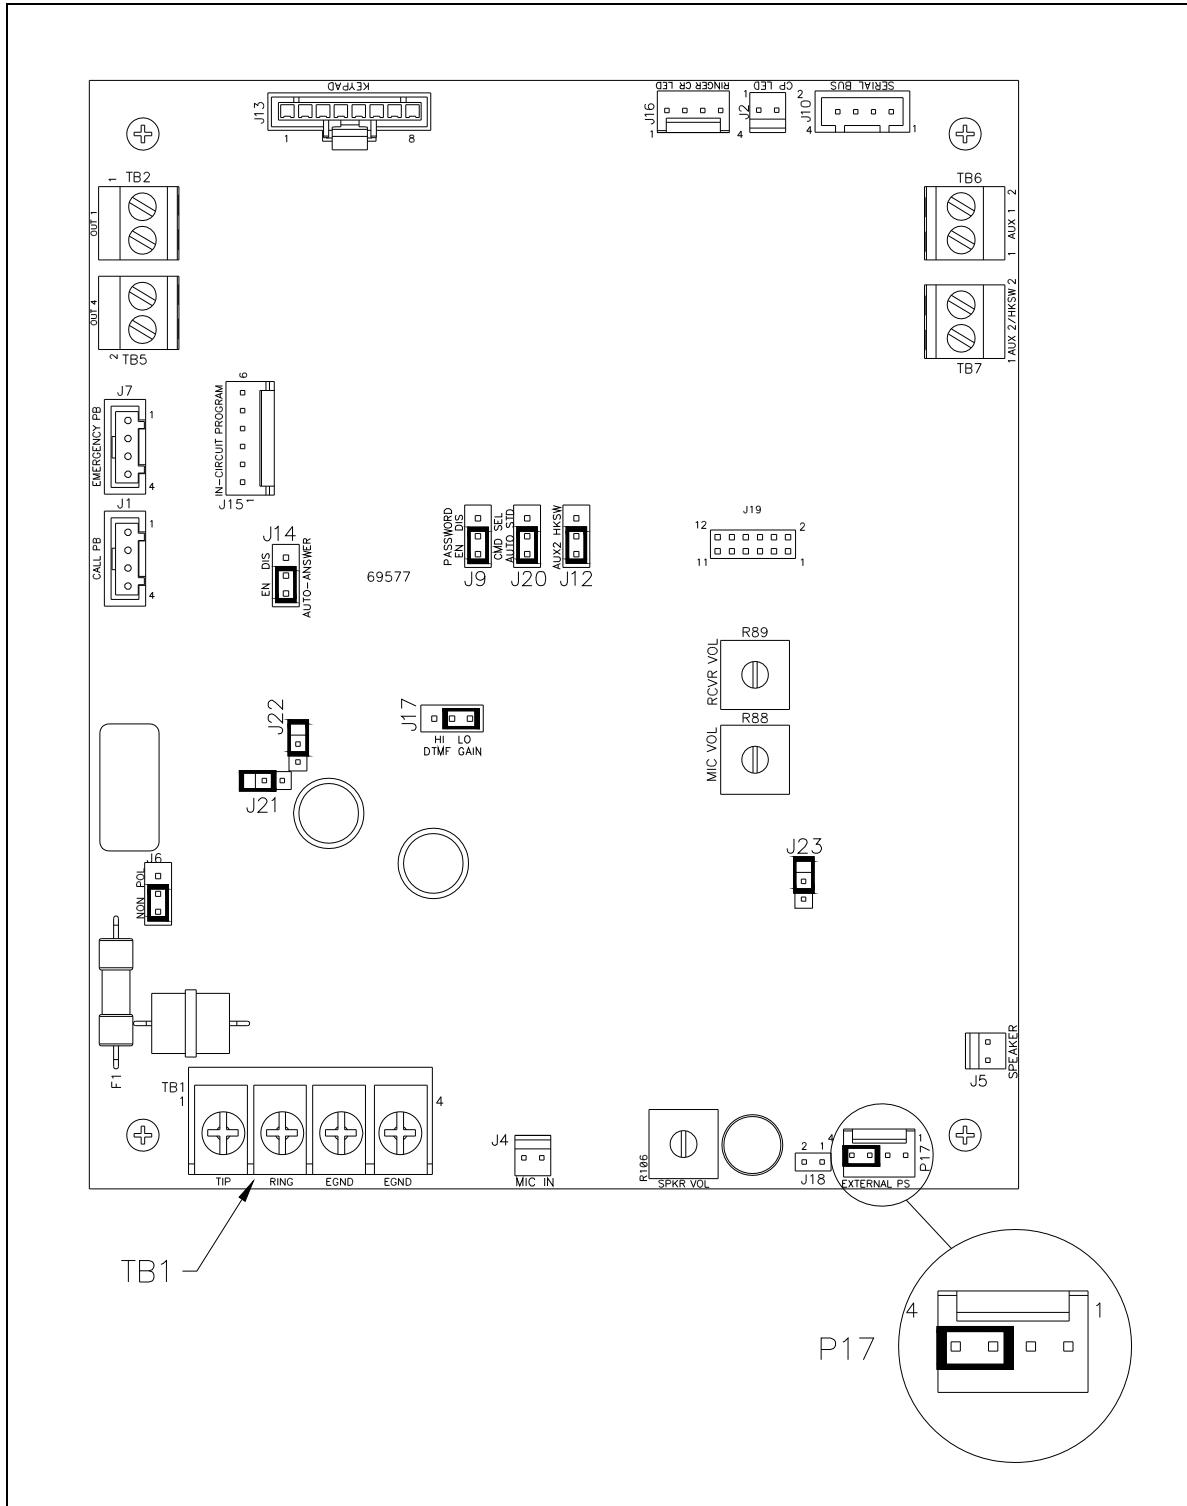 KEYPAD
J13
1
8
RINGER CR LED
J16
1
4
CP LED
J2
1
2
SERIAL BUS
J10
4
1
1
TB2
OUT 1
OUT 4
2
TB5
TB6
2
AUX 1
1
2
AUX 2/HKSW
1
TB7
J7
1
EMERGENCY PB
4
J1
1
CALL PB
4
6
IN-CIRCUIT PROGRAM
J15
1
J14
EN DIS
AUTO-ANSWER
69577
PASSWORD
EN DIS
J9
CMD SEL
AUTO STD
J20
AUX2 HKSW
J12
J19
12
2
11
1
R89
RCVR VOL
R88
MIC VOL
J22
J21
J17
HI LO
DTMF GAIN
J23
J6
NON POL
F1
TB1
1
4
TIP
RING
EGND
EGND
J4
MIC IN
R106
SPKR VOL
J5
SPEAKER
2
1
J18
4
1
P17
EXTERNAL PS
TB1
P17
4
1